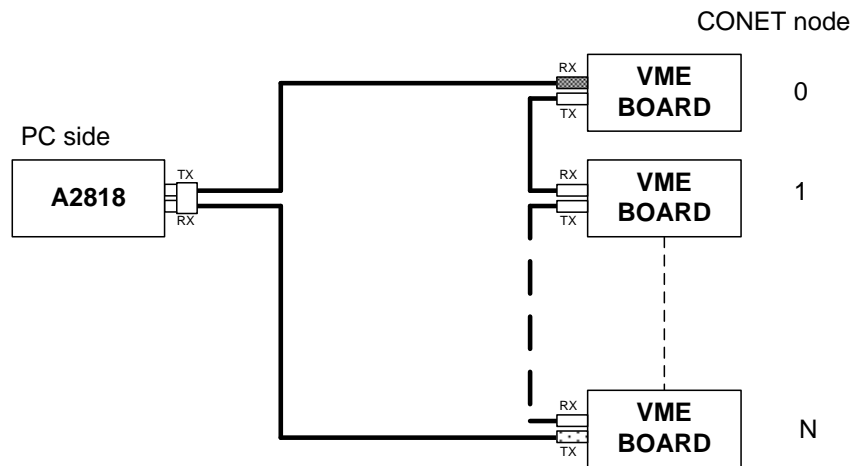 CONET node
RX
VME
BOARD
0
TX
PC side
A2818
TX
RX
RX
VME
BOARD
1
TX
RX
VME
BOARD
N
TX